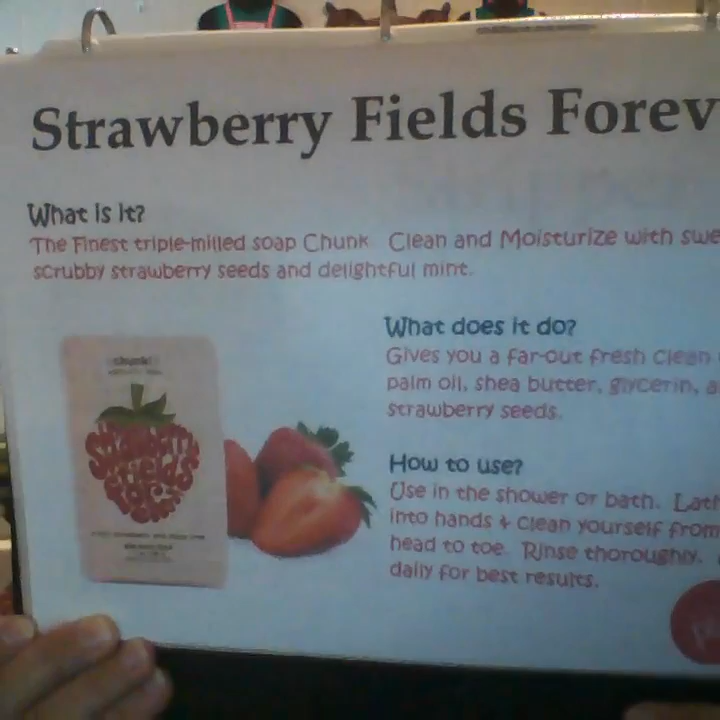 Strawberry Fields Forev
What is it?
The Finest triple-milled soap Chunk Clean and Moisturize with swe
scrubby strawberry seeds and delightful mint.
What does it do?
Gives you a far-out fresh clean
palm oil, shea butter, glycerin, a
strawberry seeds.
How to use?
Use in the shower or bath. Lat
into hands & clean yourself from
head to toe. Rinse thoroughly.
daily for best results.
chunk!
Strawberry
Fields